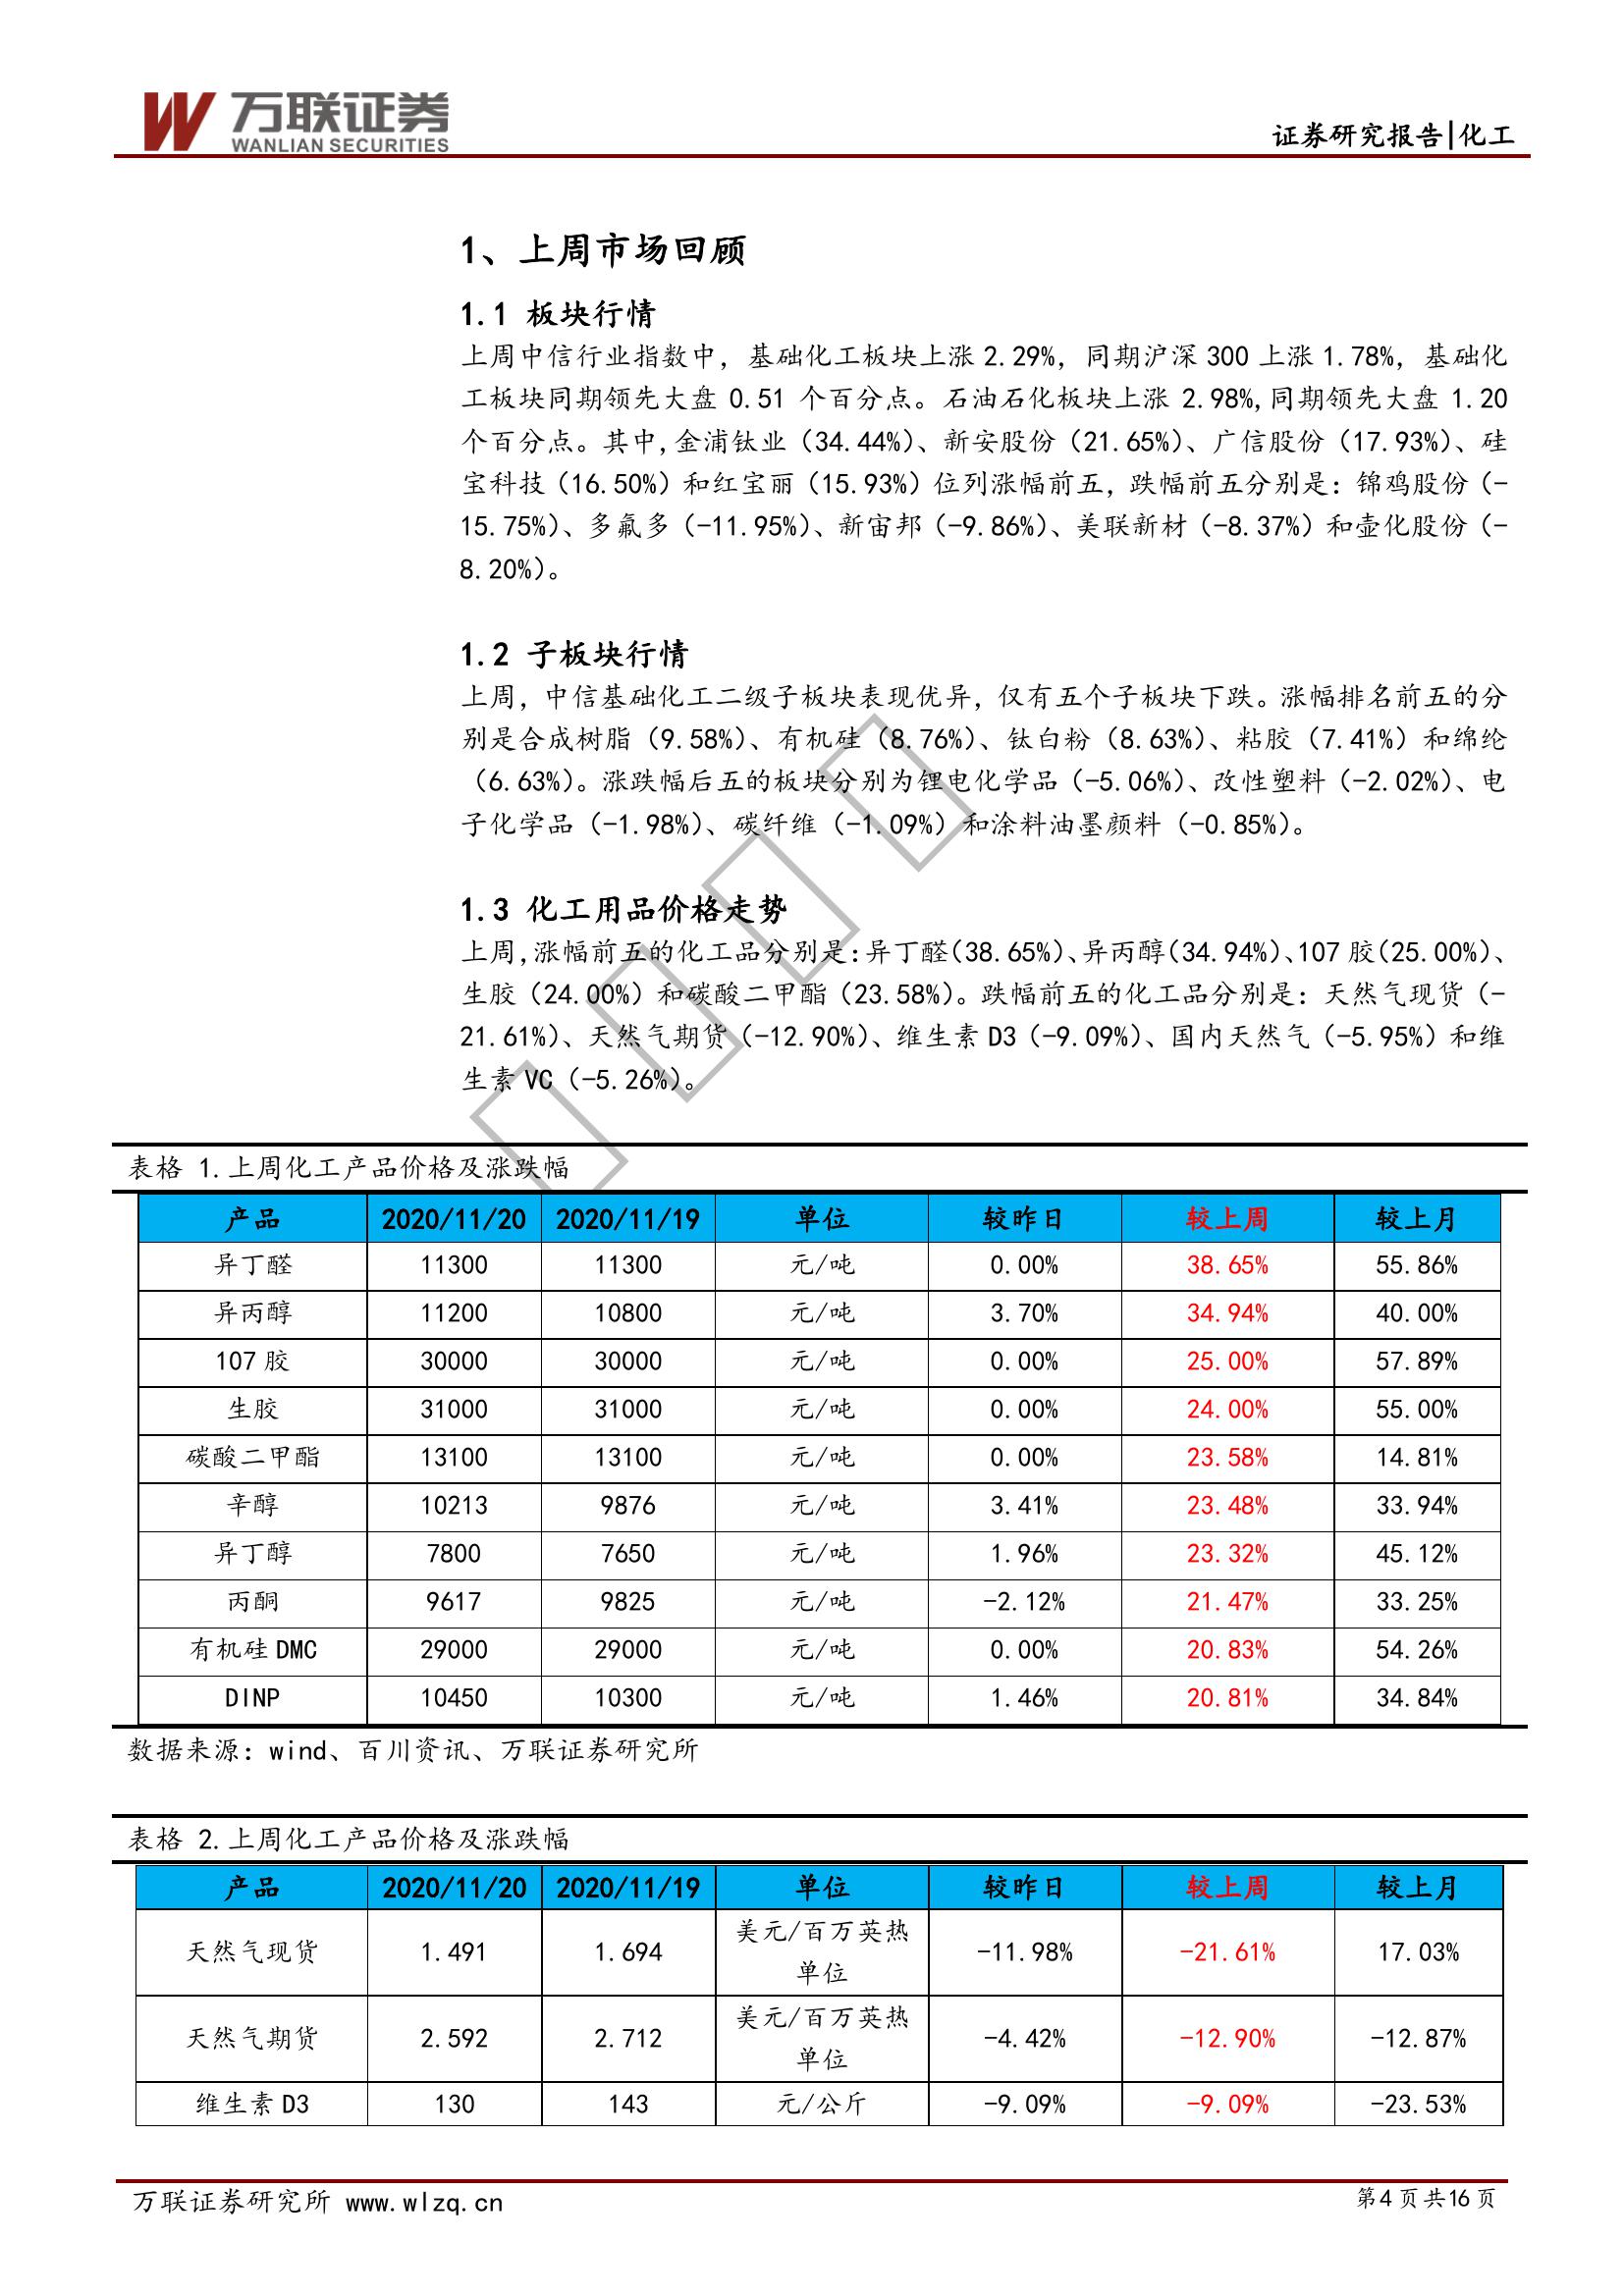 万联证券
WANLIAN SECURITIES
证券研究报告|化工
1、上周市场回顾
1.1 板块行情
上周中信行业指数中，基础化工板块上涨 2.29%，同期沪深 300 上涨 1.78%，基础化
工板块同期领先大盘 0.51 个百分点。石油石化板块上涨 2.98%,同期领先大盘 1.20
个百分点。其中,金浦钛业（34.44%）、新安股份（21.65%）、广信股份（17.93%）、硅
宝科技（16.50%）和红宝丽（15.93%）位列涨幅前五，跌幅前五分别是：锦鸡股份（-
15.75%）、多氟多（-11.95%）、新宙邦（-9.86%）、美联新材（-8.37%）和壶化股份（-
8.20%）。
1.2 子板块行情
上周，中信基础化工二级子板块表现优异，仅有五个子板块下跌。涨幅排名前五的分
别是合成树脂（9.58%）、有机硅（8.76%）、钛白粉（8.63%）、粘胶（7.41%）和绵纶
（6.63%）。涨跌幅后五的板块分别为锂电化学品（-5.06%）、改性塑料（-2.02%）、电
子化学品（-1.98%）、碳纤维（-1.09%）和涂料油墨颜料（-0.85%）。
1.3 化工用品价格走势
上周,涨幅前五的化工品分别是:异丁醛(38.65%)、异丙醇(34.94%)、107 胶(25.00%)、
生胶（24.00%）和碳酸二甲酯（23.58%）。跌幅前五的化工品分别是：天然气现货（-
21.61%）、天然气期货（-12.90%）、维生素 D3（-9.09%）、国内天然气（-5.95%）和维
生素 VC（-5.26%）。
表格 1.上周化工产品价格及涨跌幅
产品 2020/11/20 2020/11/19 单位 较昨日 较上周 较上月
异丁醛 11300 11300 元/吨 0.00% 38.65% 55.86%
异丙醇 11200 10800 元/吨 3.70% 34.94% 40.00%
107 胶 30000 30000 元/吨 0.00% 25.00% 57.89%
生胶 31000 31000 元/吨 0.00% 24.00% 55.00%
碳酸二甲酯 13100 13100 元/吨 0.00% 23.58% 14.81%
辛醇 10213 9876 元/吨 3.41% 23.48% 33.94%
异丁醇 7800 7650 元/吨 1.96% 23.32% 45.12%
丙酮 9617 9825 元/吨 -2.12% 21.47% 33.25%
有机硅 DMC 29000 29000 元/吨 0.00% 20.83% 54.26%
DINP 10450 10300 元/吨 1.46% 20.81% 34.84%
数据来源：wind、百川资讯、万联证券研究所
表格 2.上周化工产品价格及涨跌幅
产品 2020/11/20 2020/11/19 单位 较昨日 较上周 较上月
天然气现货 1.491 1.694 美元/百万英热 -11.98% -21.61% 17.03%
单位
天然气期货 2.592 2.712 美元/百万英热 -4.42% -12.90% -12.87%
单位
维生素 D3 130 143 元/公斤 -9.09% -9.09% -23.53%
万联证券研究所 www.wlzq.cn 第4 页共16 页